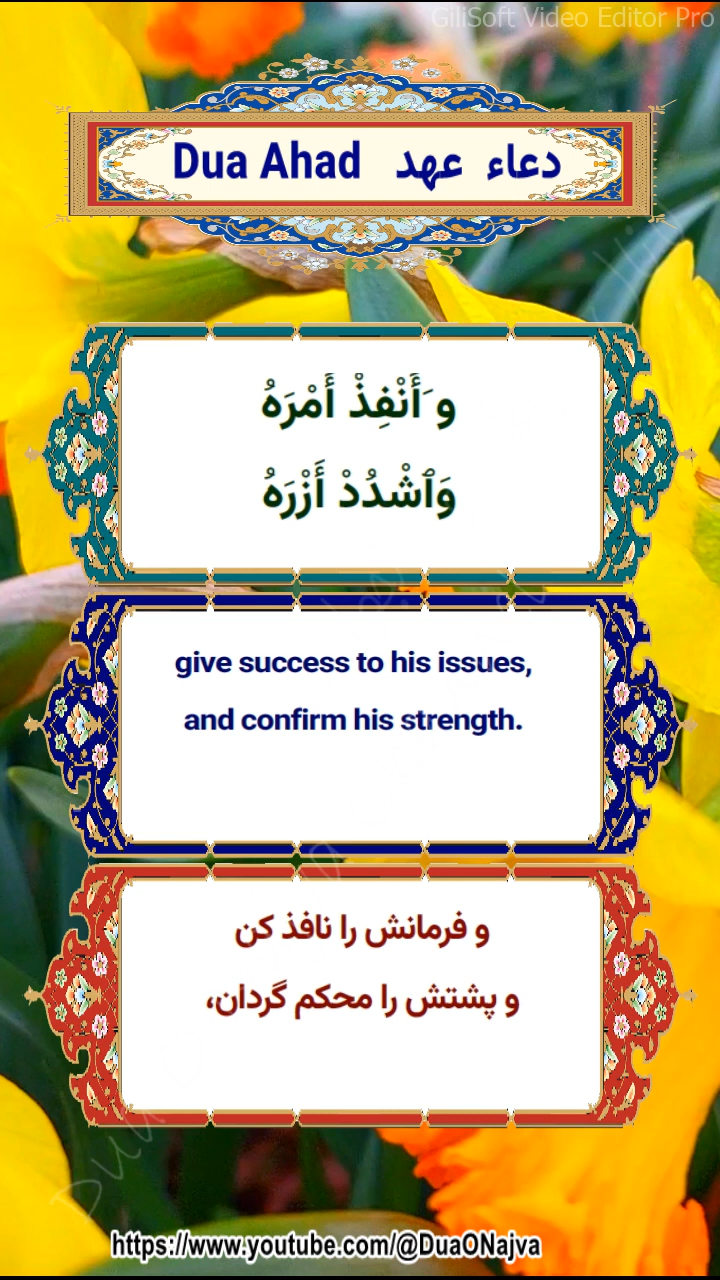 GiliSoft Video Editor Pro
Dua Ahad دعاء عهد
وَأَنْفِذْ أَمْرَهُ
وَٱشْدُدْ أَزْرَهُ
give success to his issues,
and confirm his strength.
و فرمانش را نافذ کن
و پشتش را محکم گردان،
https://www.youtube.com/@DuaONajva